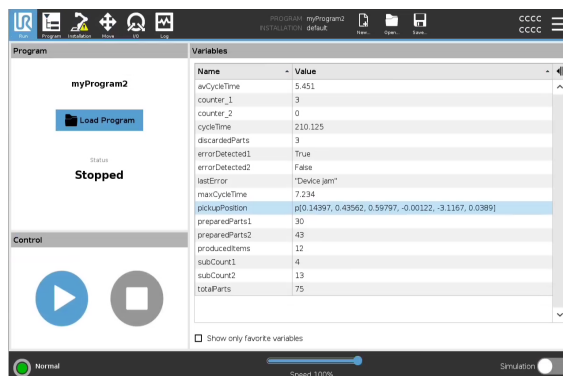 UR
PROGRAM myProgram2
INSTALLATION default
CCCC
CCCC
Run Program Installation Move I/O Log New... Open... Save...
Program
myProgram2
Load Program
Status
Stopped
Control
Variables
Name Value
avCycleTime 5.451
counter_1 3
counter_2 0
cycleTime 210.125
discardedParts 3
errorDetected1 True
errorDetected2 False
lastError "Device jam"
maxCycleTime 7.234
pickupPosition p[0.14397, 0.43562, 0.59797, -0.00122, -3.1167, 0.0389]
preparedParts1 30
preparedParts2 43
producedItems 12
subCount1 4
subCount2 13
totalParts 75
Show only favorite variables
Normal
Speed 100%
Simulation